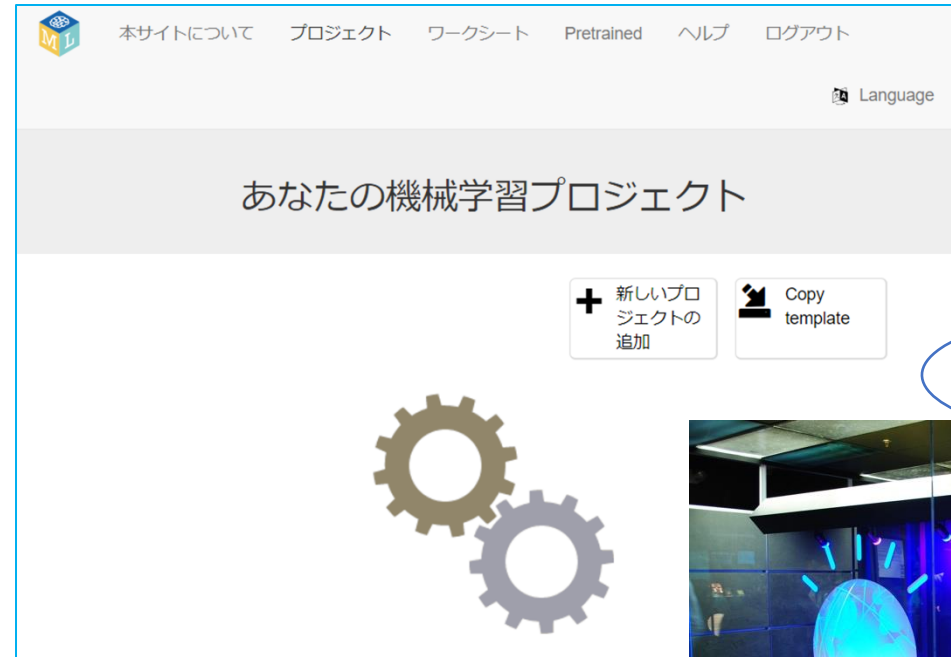 ML
本サイトについて プロジェクト ワークシート Pretrained ヘルプ ログアウト
Language
あなたの機械学習プロジェクト
新しいプロ
ジェクトの
追加
Copy
template